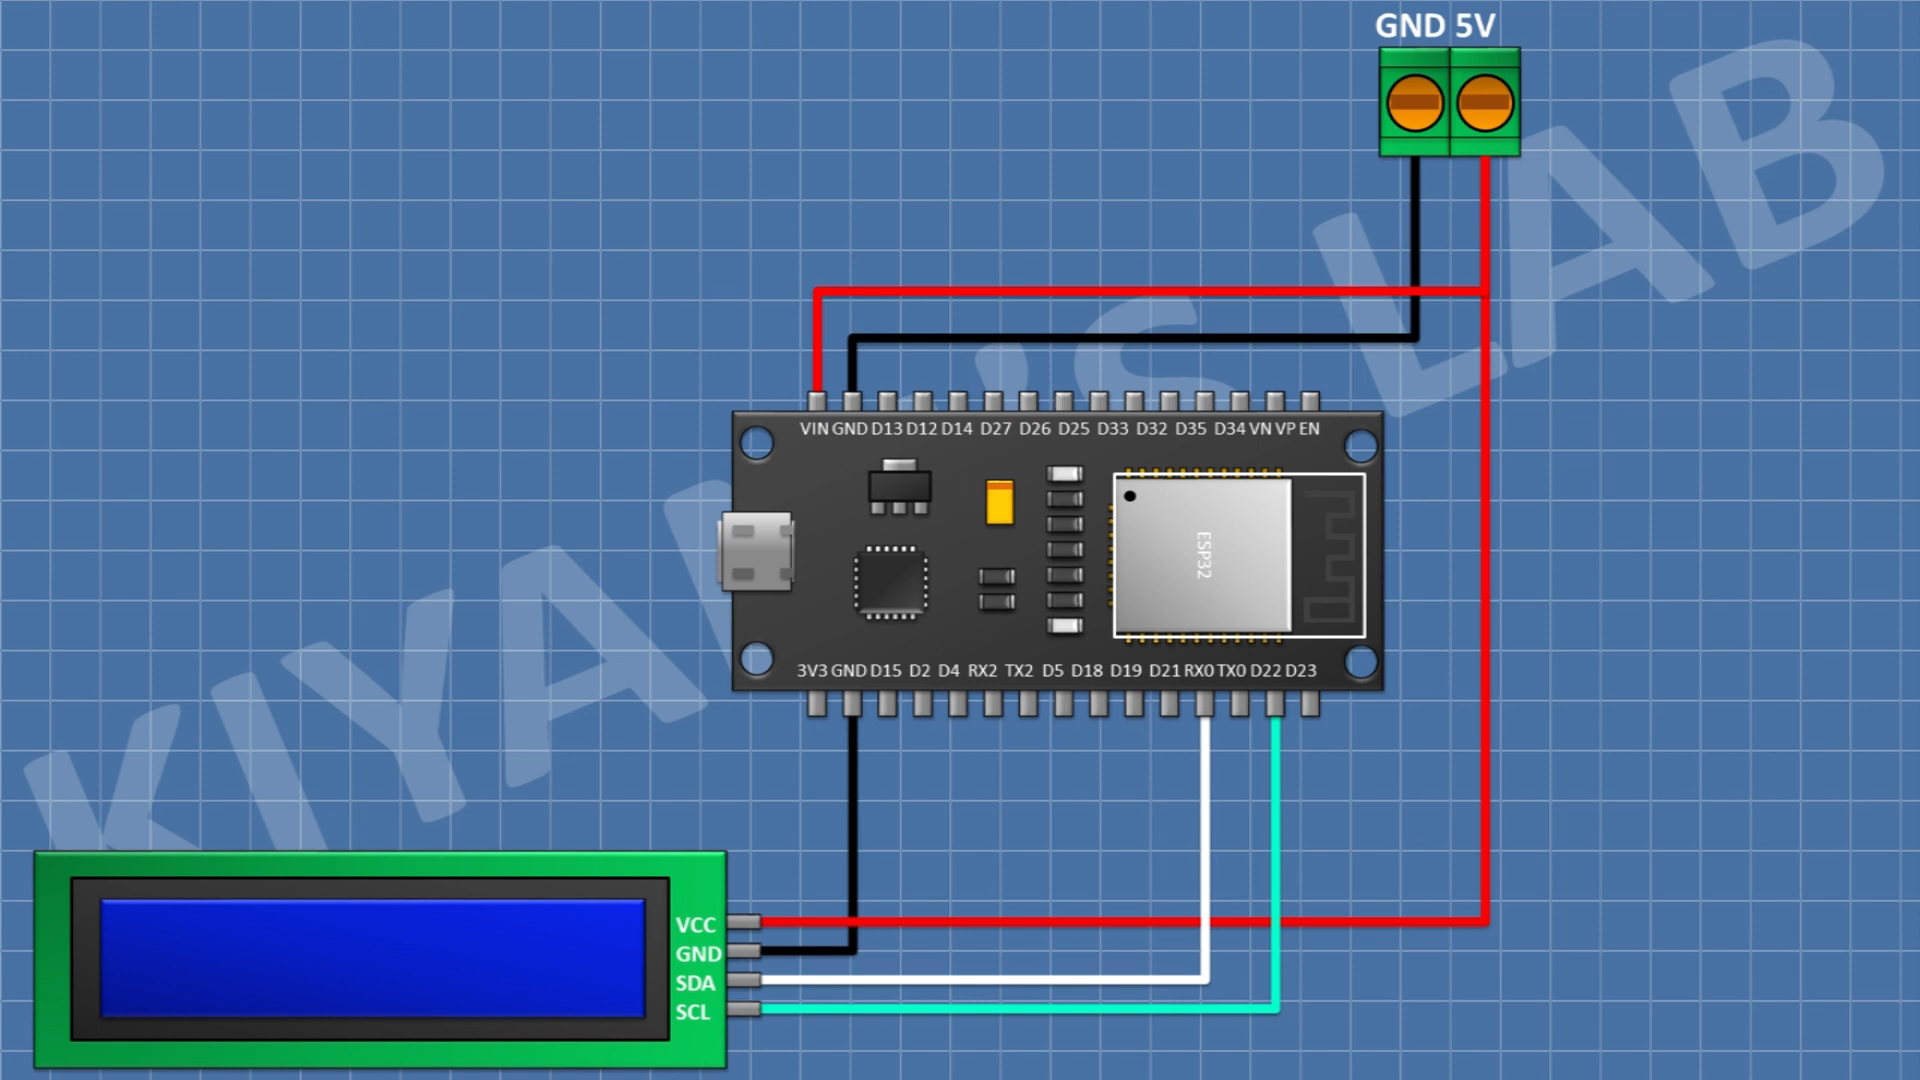 GND 5V
KIYANI'S LAB
VIN GND D13 D12 D14 D27 D26 D25 D33 D32 D35 D34 VN VP EN
ESP32
3V3 GND D15 D2 D4 RX2 TX2 D5 D18 D19 D21 RX0 TX0 D22 D23
VCC
GND
SDA
SCL